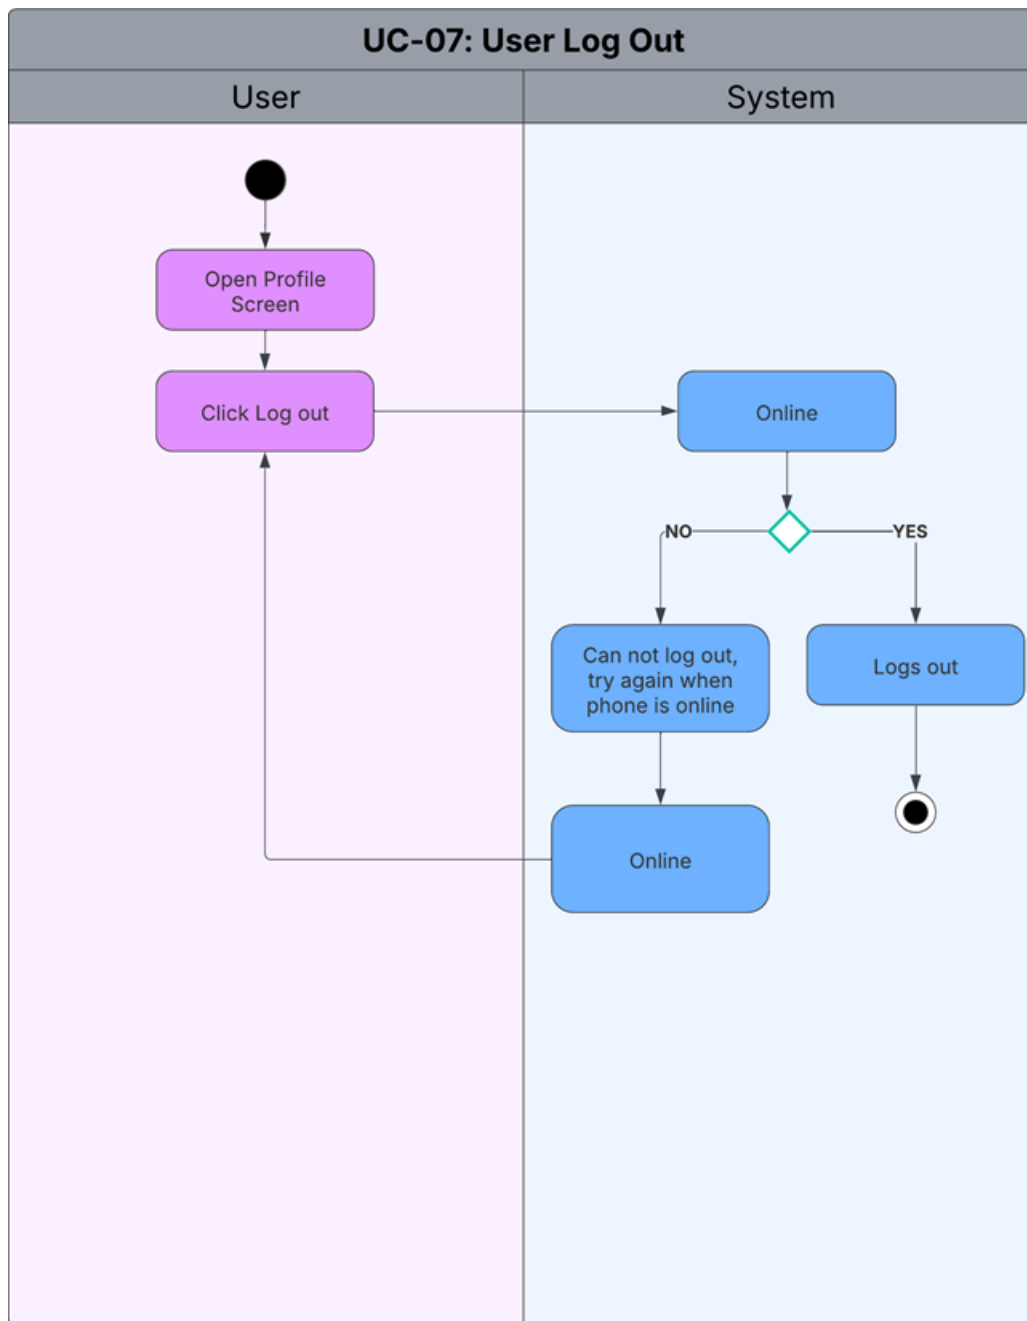 UC-07: User Log Out
User
System
Open Profile
Screen
Click Log out
Online
NO
YES
Can not log out,
try again when
phone is online
Logs out
Online